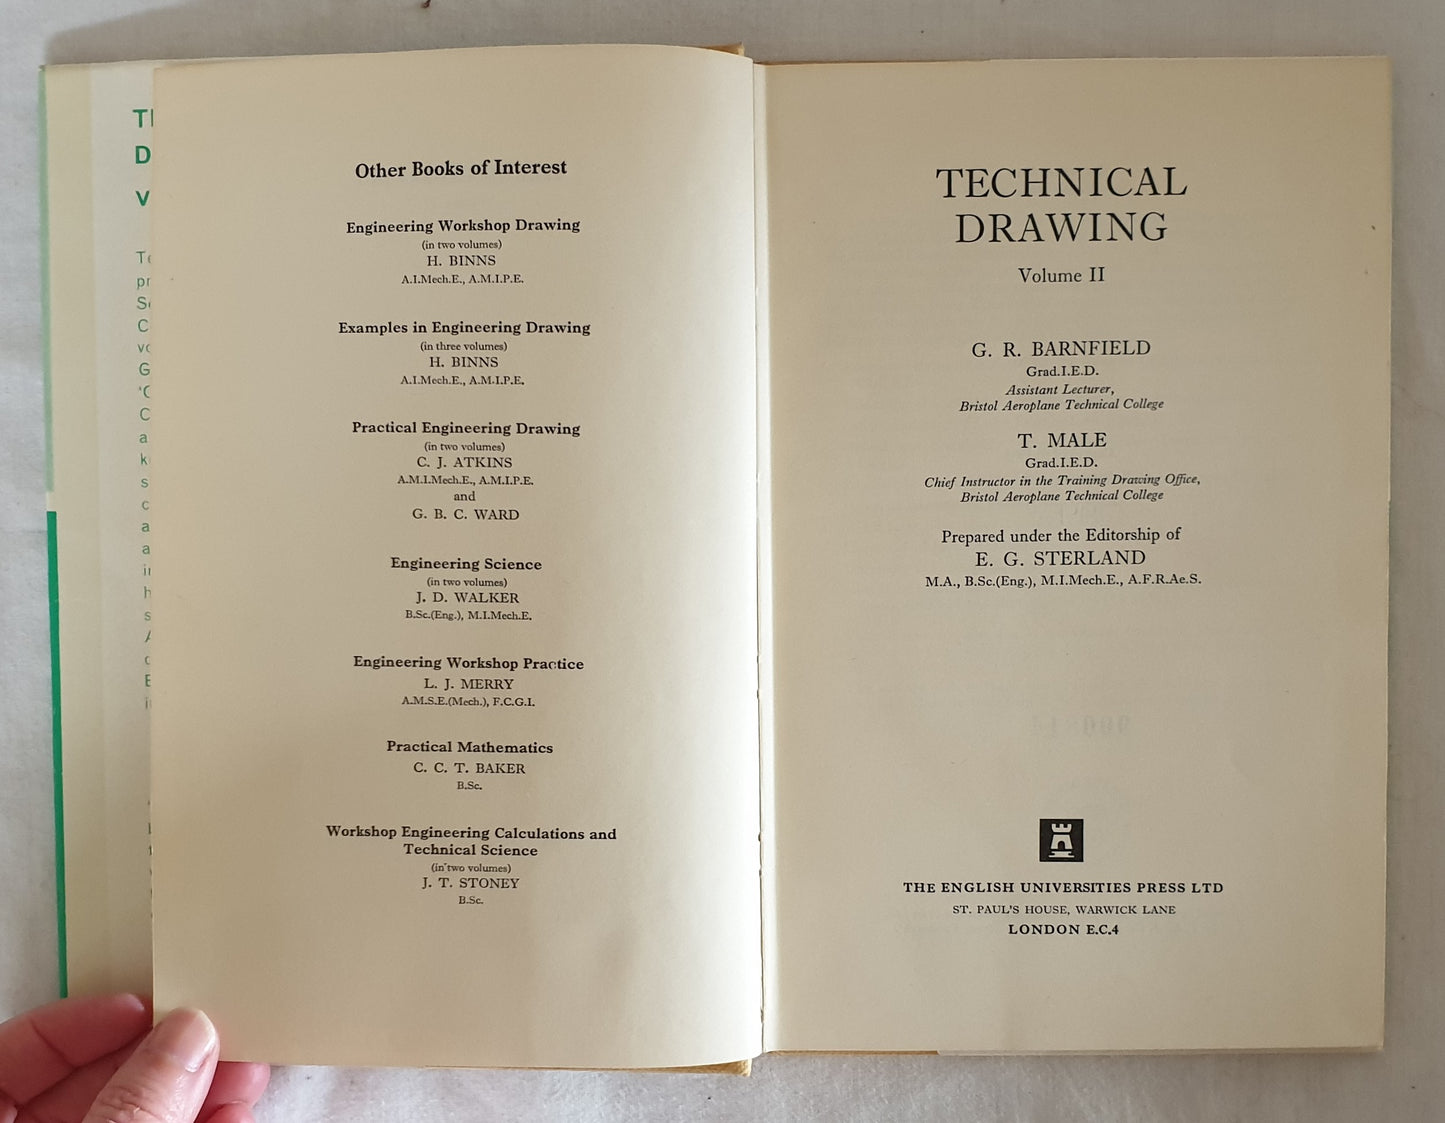 Other Books of Interest
Engineering Workshop Drawing
(in two volumes)
H. BINNS
A.I.Mech.E., A.M.I.P.E.
Examples in Engineering Drawing
(in three volumes)
H. BINNS
A.I.Mech.E., A.M.I.P.E.
Practical Engineering Drawing
(in two volumes)
C. J. ATKINS
A.M.I.Mech.E., A.M.I.P.E.
and
G. B. C. WARD
Engineering Science
(in two volumes)
J. D. WALKER
B.Sc.(Eng.), M.I.Mech.E.
Engineering Workshop Practice
L. J. MERRY
A.M.S.E.(Mech.), F.C.G.I.
Practical Mathematics
C. C. T. BAKER
B.Sc.
Workshop Engineering Calculations and
Technical Science
(in two volumes)
J. T. STONEY
B.Sc.
TECHNICAL
DRAWING
Volume II
G. R. BARNFIELD
Grad.I.E.D.
Assistant Lecturer,
Bristol Aeroplane Technical College
T. MALE
Grad.I.E.D.
Chief Instructor in the Training Drawing Office,
Bristol Aeroplane Technical College
Prepared under the Editorship of
E. G. STERLAND
M.A., B.Sc.(Eng.), M.I.Mech.E., A.F.R.Ae.S.
THE ENGLISH UNIVERSITIES PRESS LTD
ST. PAUL'S HOUSE, WARWICK LANE
LONDON E.C.4